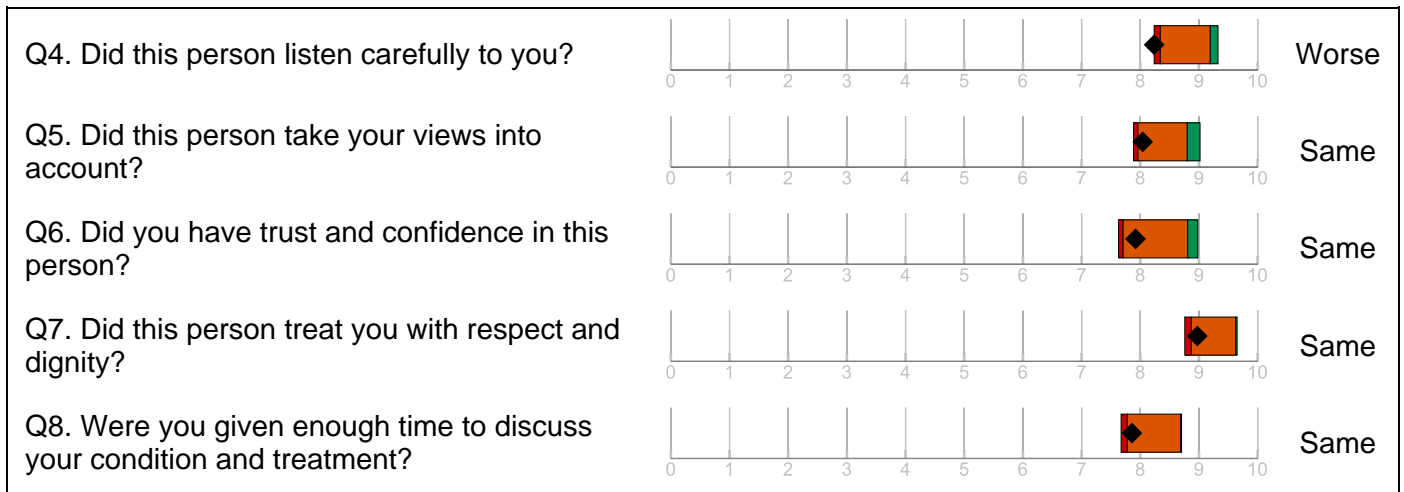 Q4. Did this person listen carefully to you?
0 1 2 3 4 5 6 7 8 9 10
Worse
Q5. Did this person take your views into
account?
0 1 2 3 4 5 6 7 8 9 10
Same
Q6. Did you have trust and confidence in this
person?
0 1 2 3 4 5 6 7 8 9 10
Same
Q7. Did this person treat you with respect and
dignity?
0 1 2 3 4 5 6 7 8 9 10
Same
Q8. Were you given enough time to discuss
your condition and treatment?
0 1 2 3 4 5 6 7 8 9 10
Same